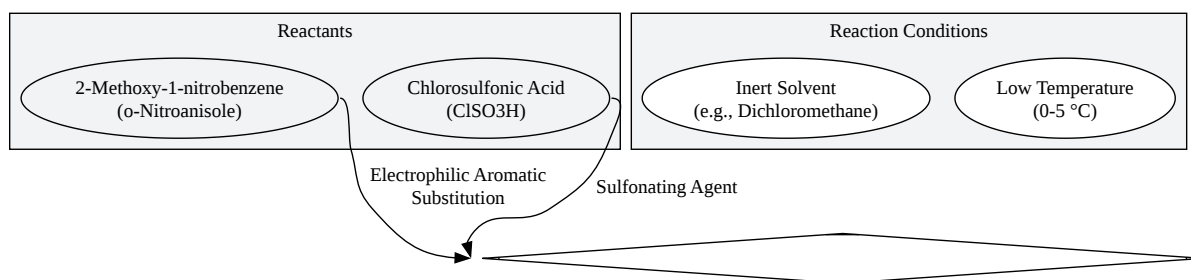 Reactants
2-Methoxy-1-nitrobenzene
(o-Nitroanisole)
Chlorosulfonic Acid
(ClSO3H)
Reaction Conditions
Inert Solvent
(e.g., Dichloromethane)
Low Temperature
(0-5 °C)
Electrophilic Aromatic
Substitution
Sulfonating Agent